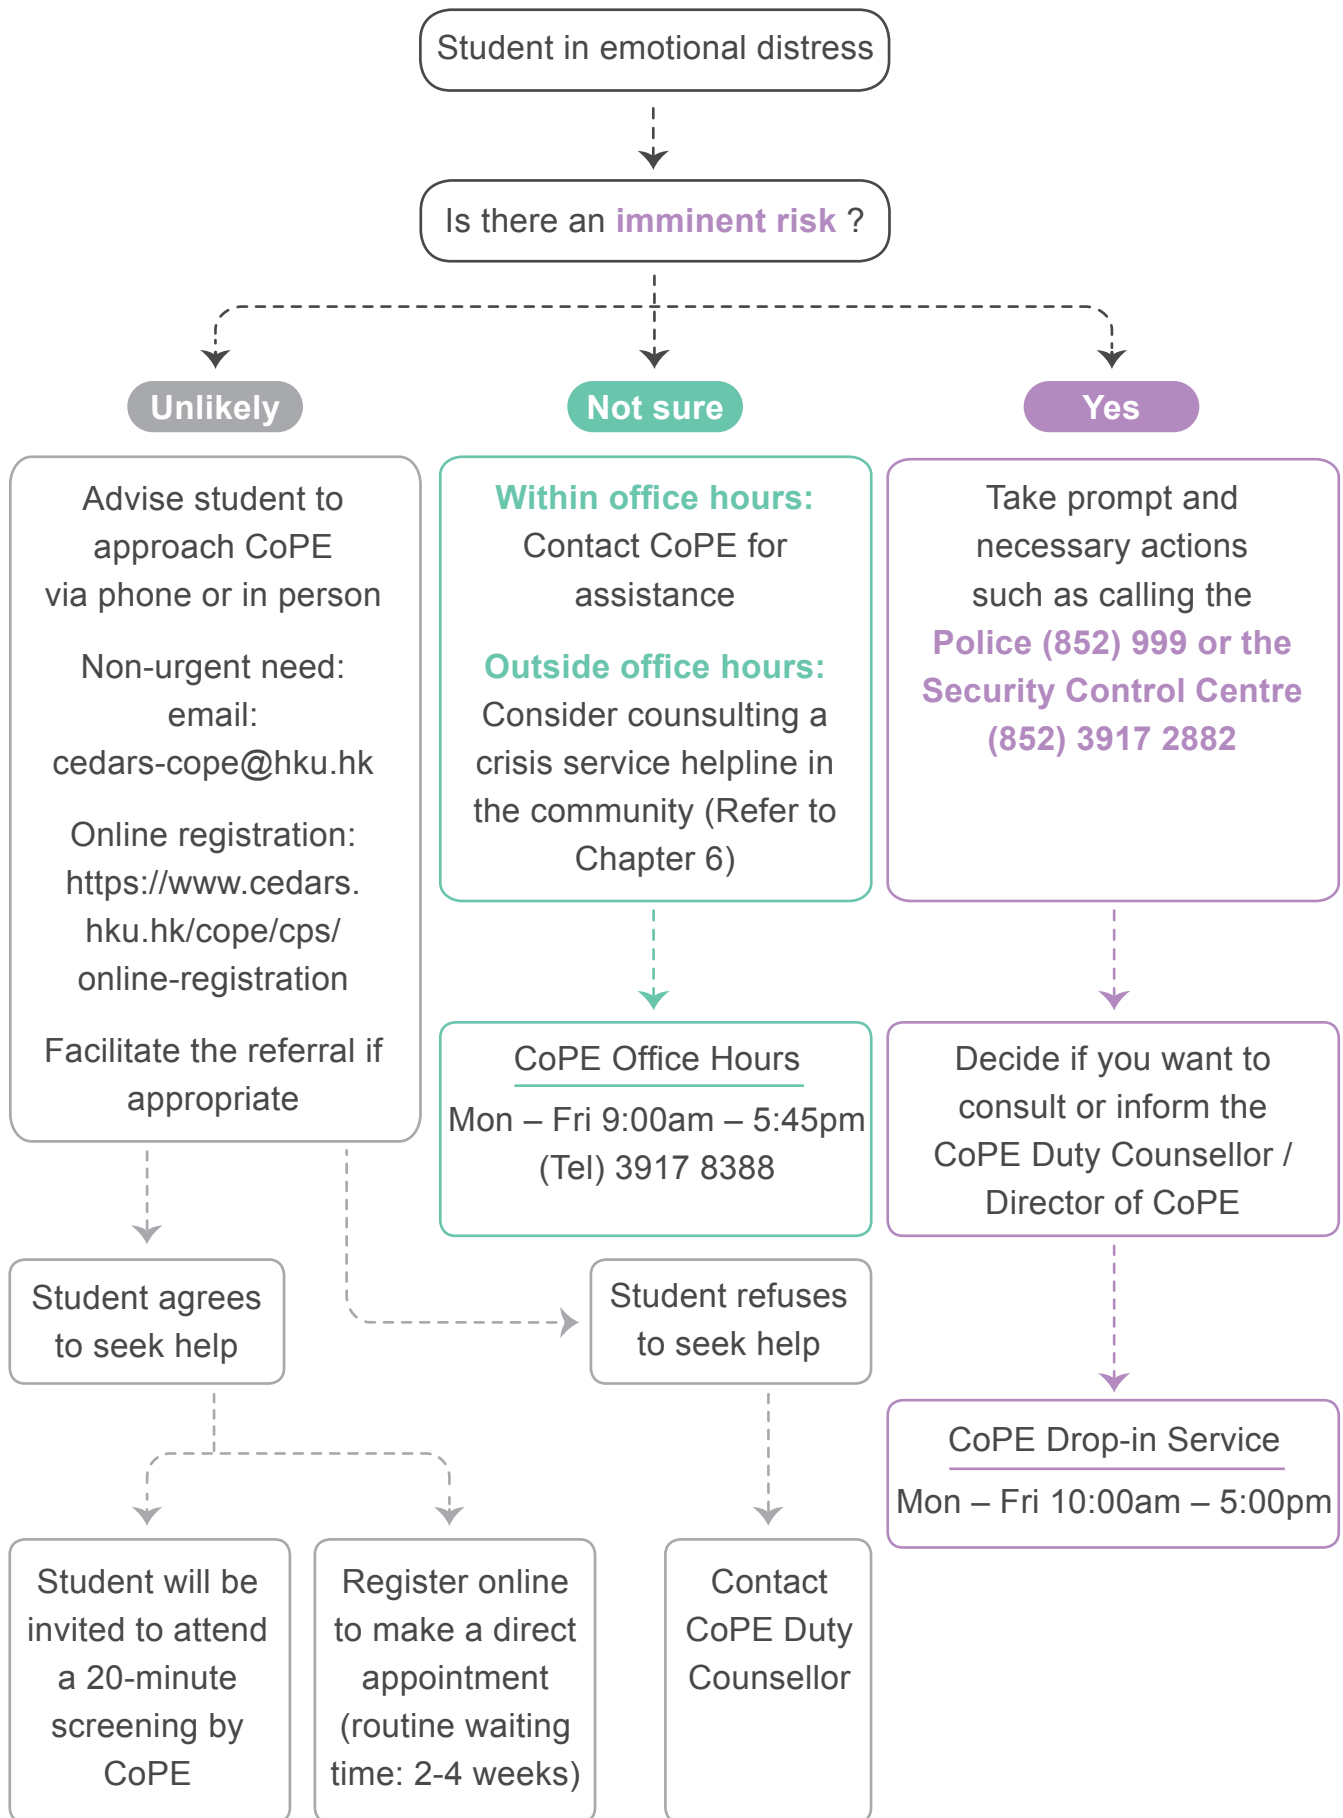 Student in emotional distress
Is there an imminent risk ?
Unlikely
Advise student to
approach CoPE
via phone or in person
Non-urgent need:
email:
cedars-cope@hku.hk
Online registration:
https://www.cedars.
hku.hk/cope/cps/
online-registration
Facilitate the referral if
appropriate
Not sure
Within office hours:
Contact CoPE for
assistance
Outside office hours:
Consider counsulting a
crisis service helpline in
the community (Refer to
Chapter 6)
CoPE Office Hours
Mon – Fri 9:00am – 5:45pm
(Tel) 3917 8388
Yes
Take prompt and
necessary actions
such as calling the
Police (852) 999 or the
Security Control Centre
(852) 3917 2882
Decide if you want to
consult or inform the
CoPE Duty Counsellor /
Director of CoPE
CoPE Drop-in Service
Mon – Fri 10:00am – 5:00pm
Student agrees
to seek help
Student refuses
to seek help
Student will be
invited to attend
a 20-minute
screening by
CoPE
Register online
to make a direct
appointment
(routine waiting
time: 2-4 weeks)
Contact
CoPE Duty
Counsellor